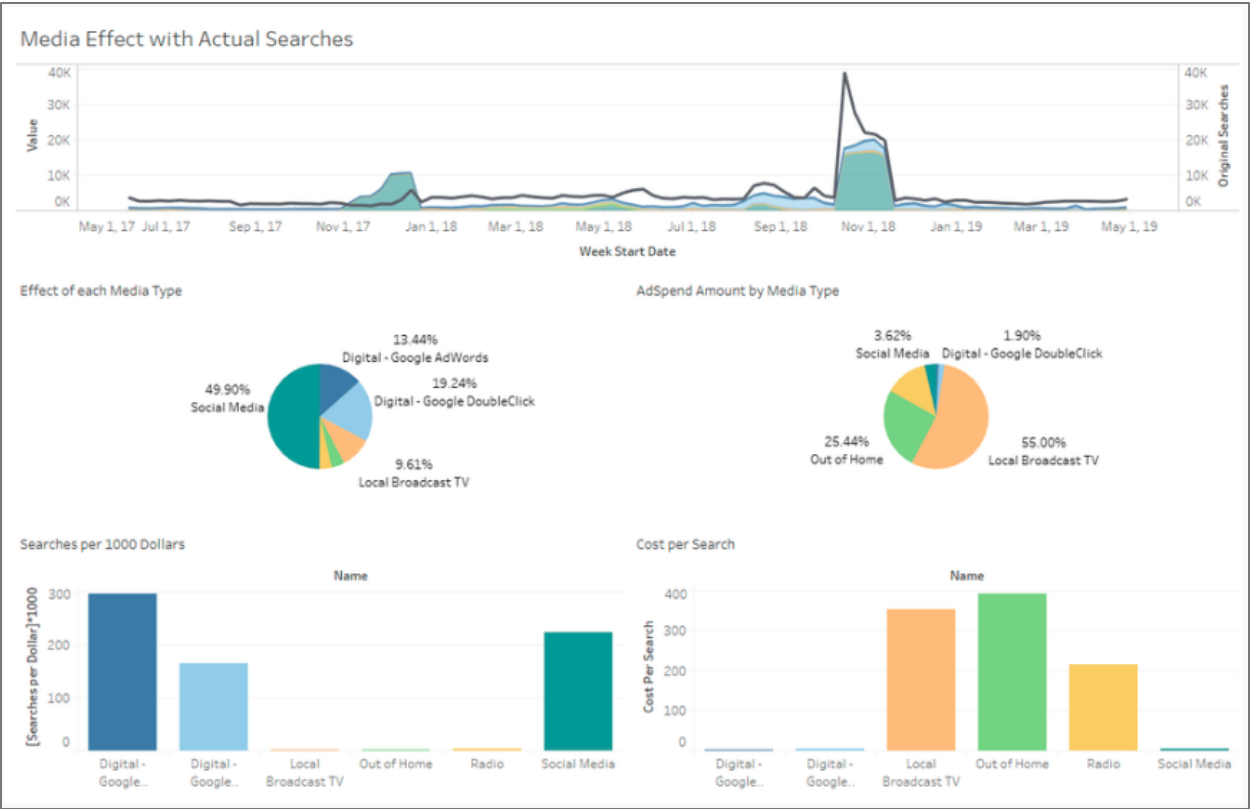 Media Effect with Actual Searches
40K
30K
20K
10K
0K
Value
40K
30K
20K
10K
0K
Original Searches
May 1, 17 Jul 1, 17 Sep 1, 17 Nov 1, 17 Jan 1, 18 Mar 1, 18 May 1, 18 Jul 1, 18 Sep 1, 18 Nov 1, 18 Jan 1, 19 Mar 1, 19 May 1, 19
Week Start Date
Effect of each Media Type
13.44%
Digital - Google AdWords
19.24%
Digital - Google DoubleClick
49.90%
Social Media
9.61%
Local Broadcast TV
AdSpend Amount by Media Type
3.62%
Social Media
1.90%
Digital - Google DoubleClick
25.44%
Out of Home
55.00%
Local Broadcast TV
Searches per 1000 Dollars
Name
[Searches per Dollar]*1000
300
200
100
0
Digital -
Google..
Digital -
Google..
Local
Broadcast TV
Out of Home
Radio
Social Media
Cost per Search
Name
Cost Per Search
400
300
200
100
0
Digital -
Google..
Digital -
Google..
Local
Broadcast TV
Out of Home
Radio
Social Media